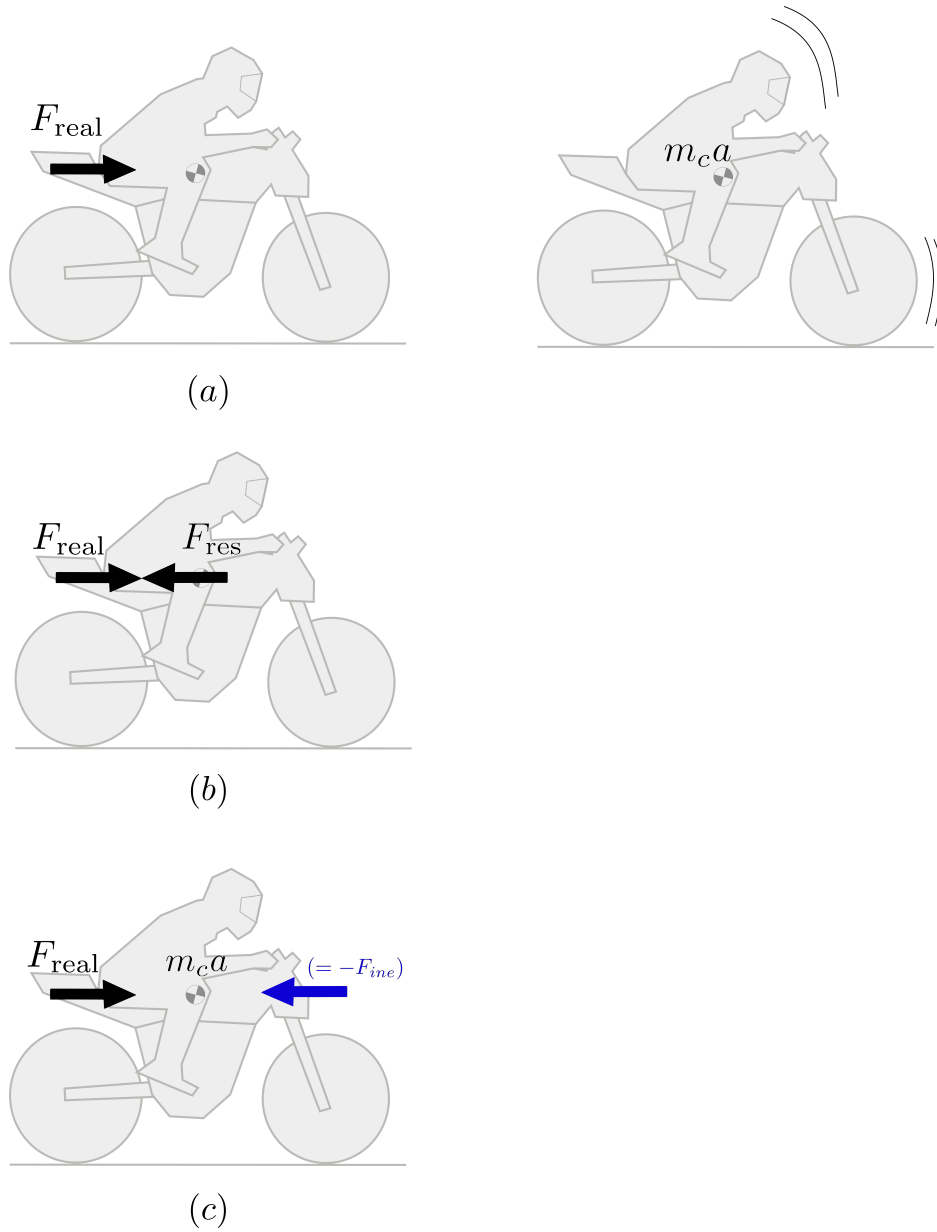 F_real
m_c a
(a)
F_real F_res
(b)
F_real m_c a (= −F_ine)
(c)